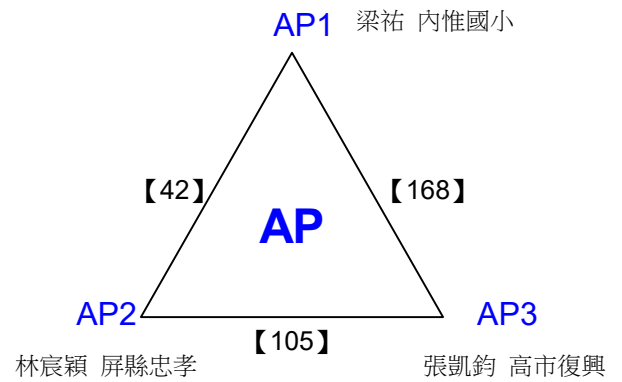 AP1 梁祐 內惟國小
【42】
【168】
AP
AP2
AP3
【105】
林宸穎 屏縣忠孝
張凱鈞 高市復興